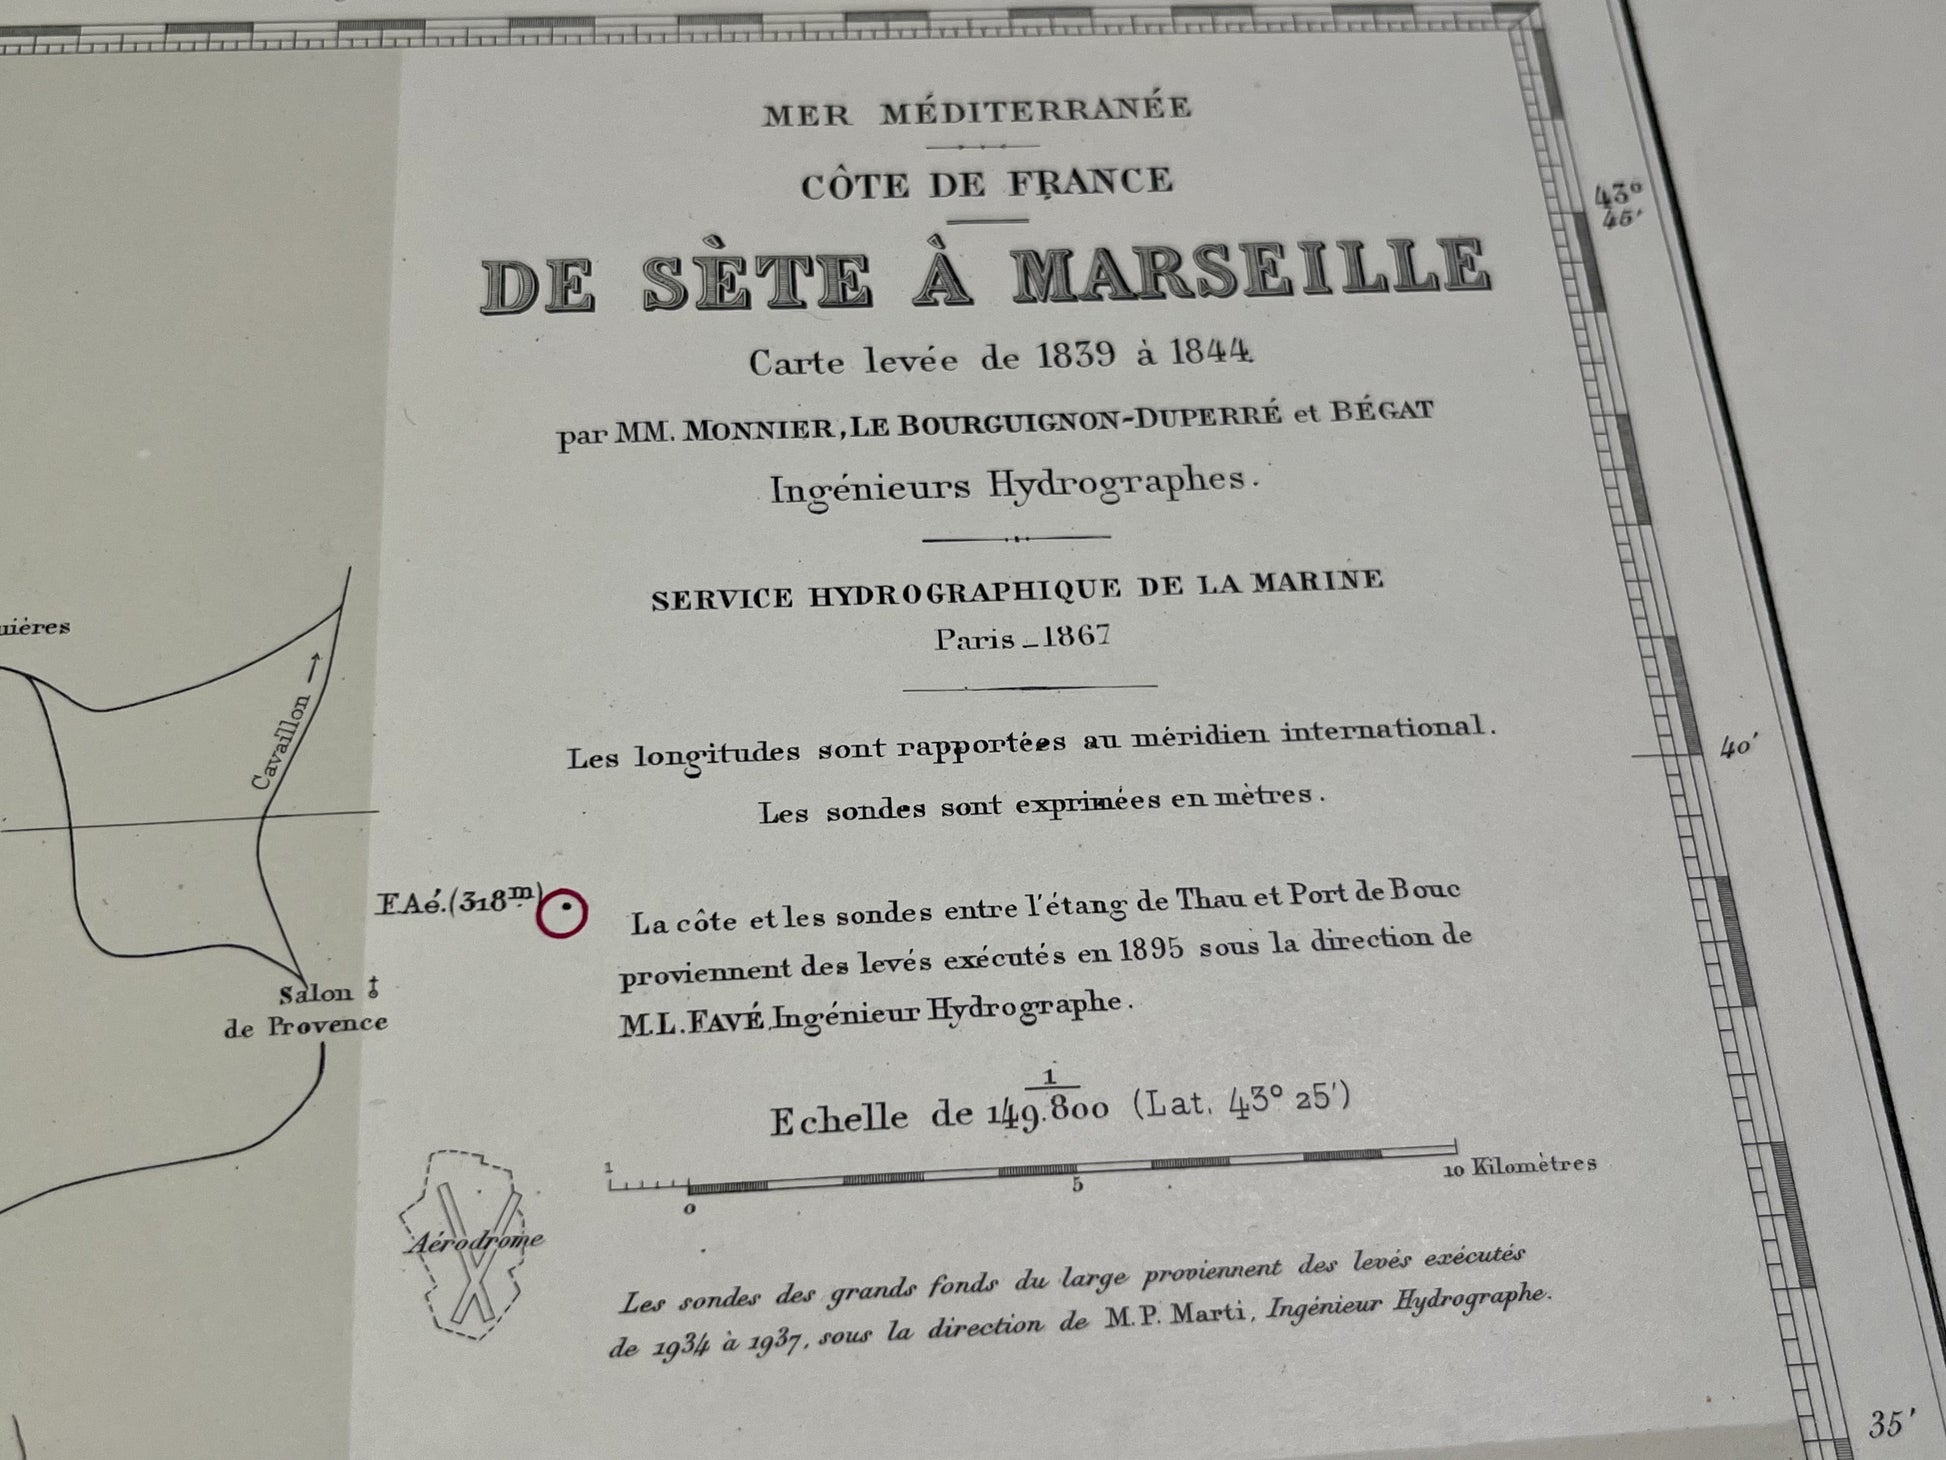 MER MÉDITERRANÉE
CÔTE DE FRANCE
DE SÈTE À MARSEILLE
Carte levée de 1839 à 1844
par MM. MONNIER, LE BOURGUIGNON-DUPERRÉ et BÉGAT
Ingénieurs Hydrographes.
SERVICE HYDROGRAPHIQUE DE LA MARINE
Paris _ 1867
Les longitudes sont rapportées au méridien international.
Les sondes sont exprimées en mètres.
La côte et les sondes entre l'étang de Thau et Port de Bouc
proviennent des levés exécutés en 1895 sous la direction de
M.L. FAVÉ, Ingénieur Hydrographe.
Echelle de 1/149.800 (Lat. 43° 25')
1 0 5 10 Kilomètres
Les sondes des grands fonds du large proviennent des levés exécutés
de 1934 à 1937, sous la direction de M.P. Marti, Ingénieur Hydrographe.
43°
45'
40'
35'
Cavaillon
F.Aé.(318m)
Salon
de Provence
Aérodrome